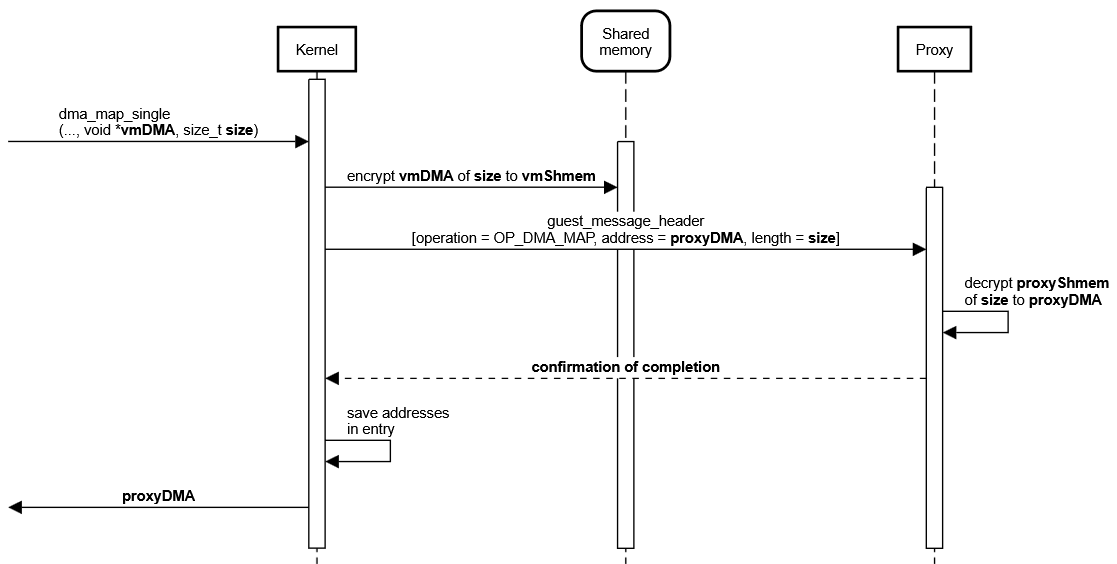 Kernel
Shared
memory
Proxy
dma_map_single
(..., void *vmDMA, size_t size)
encrypt vmDMA of size to vmShmem
guest_message_header
[operation = OP_DMA_MAP, address = proxyDMA, length = size]
decrypt proxyShmem
of size to proxyDMA
confirmation of completion
save addresses
in entry
proxyDMA